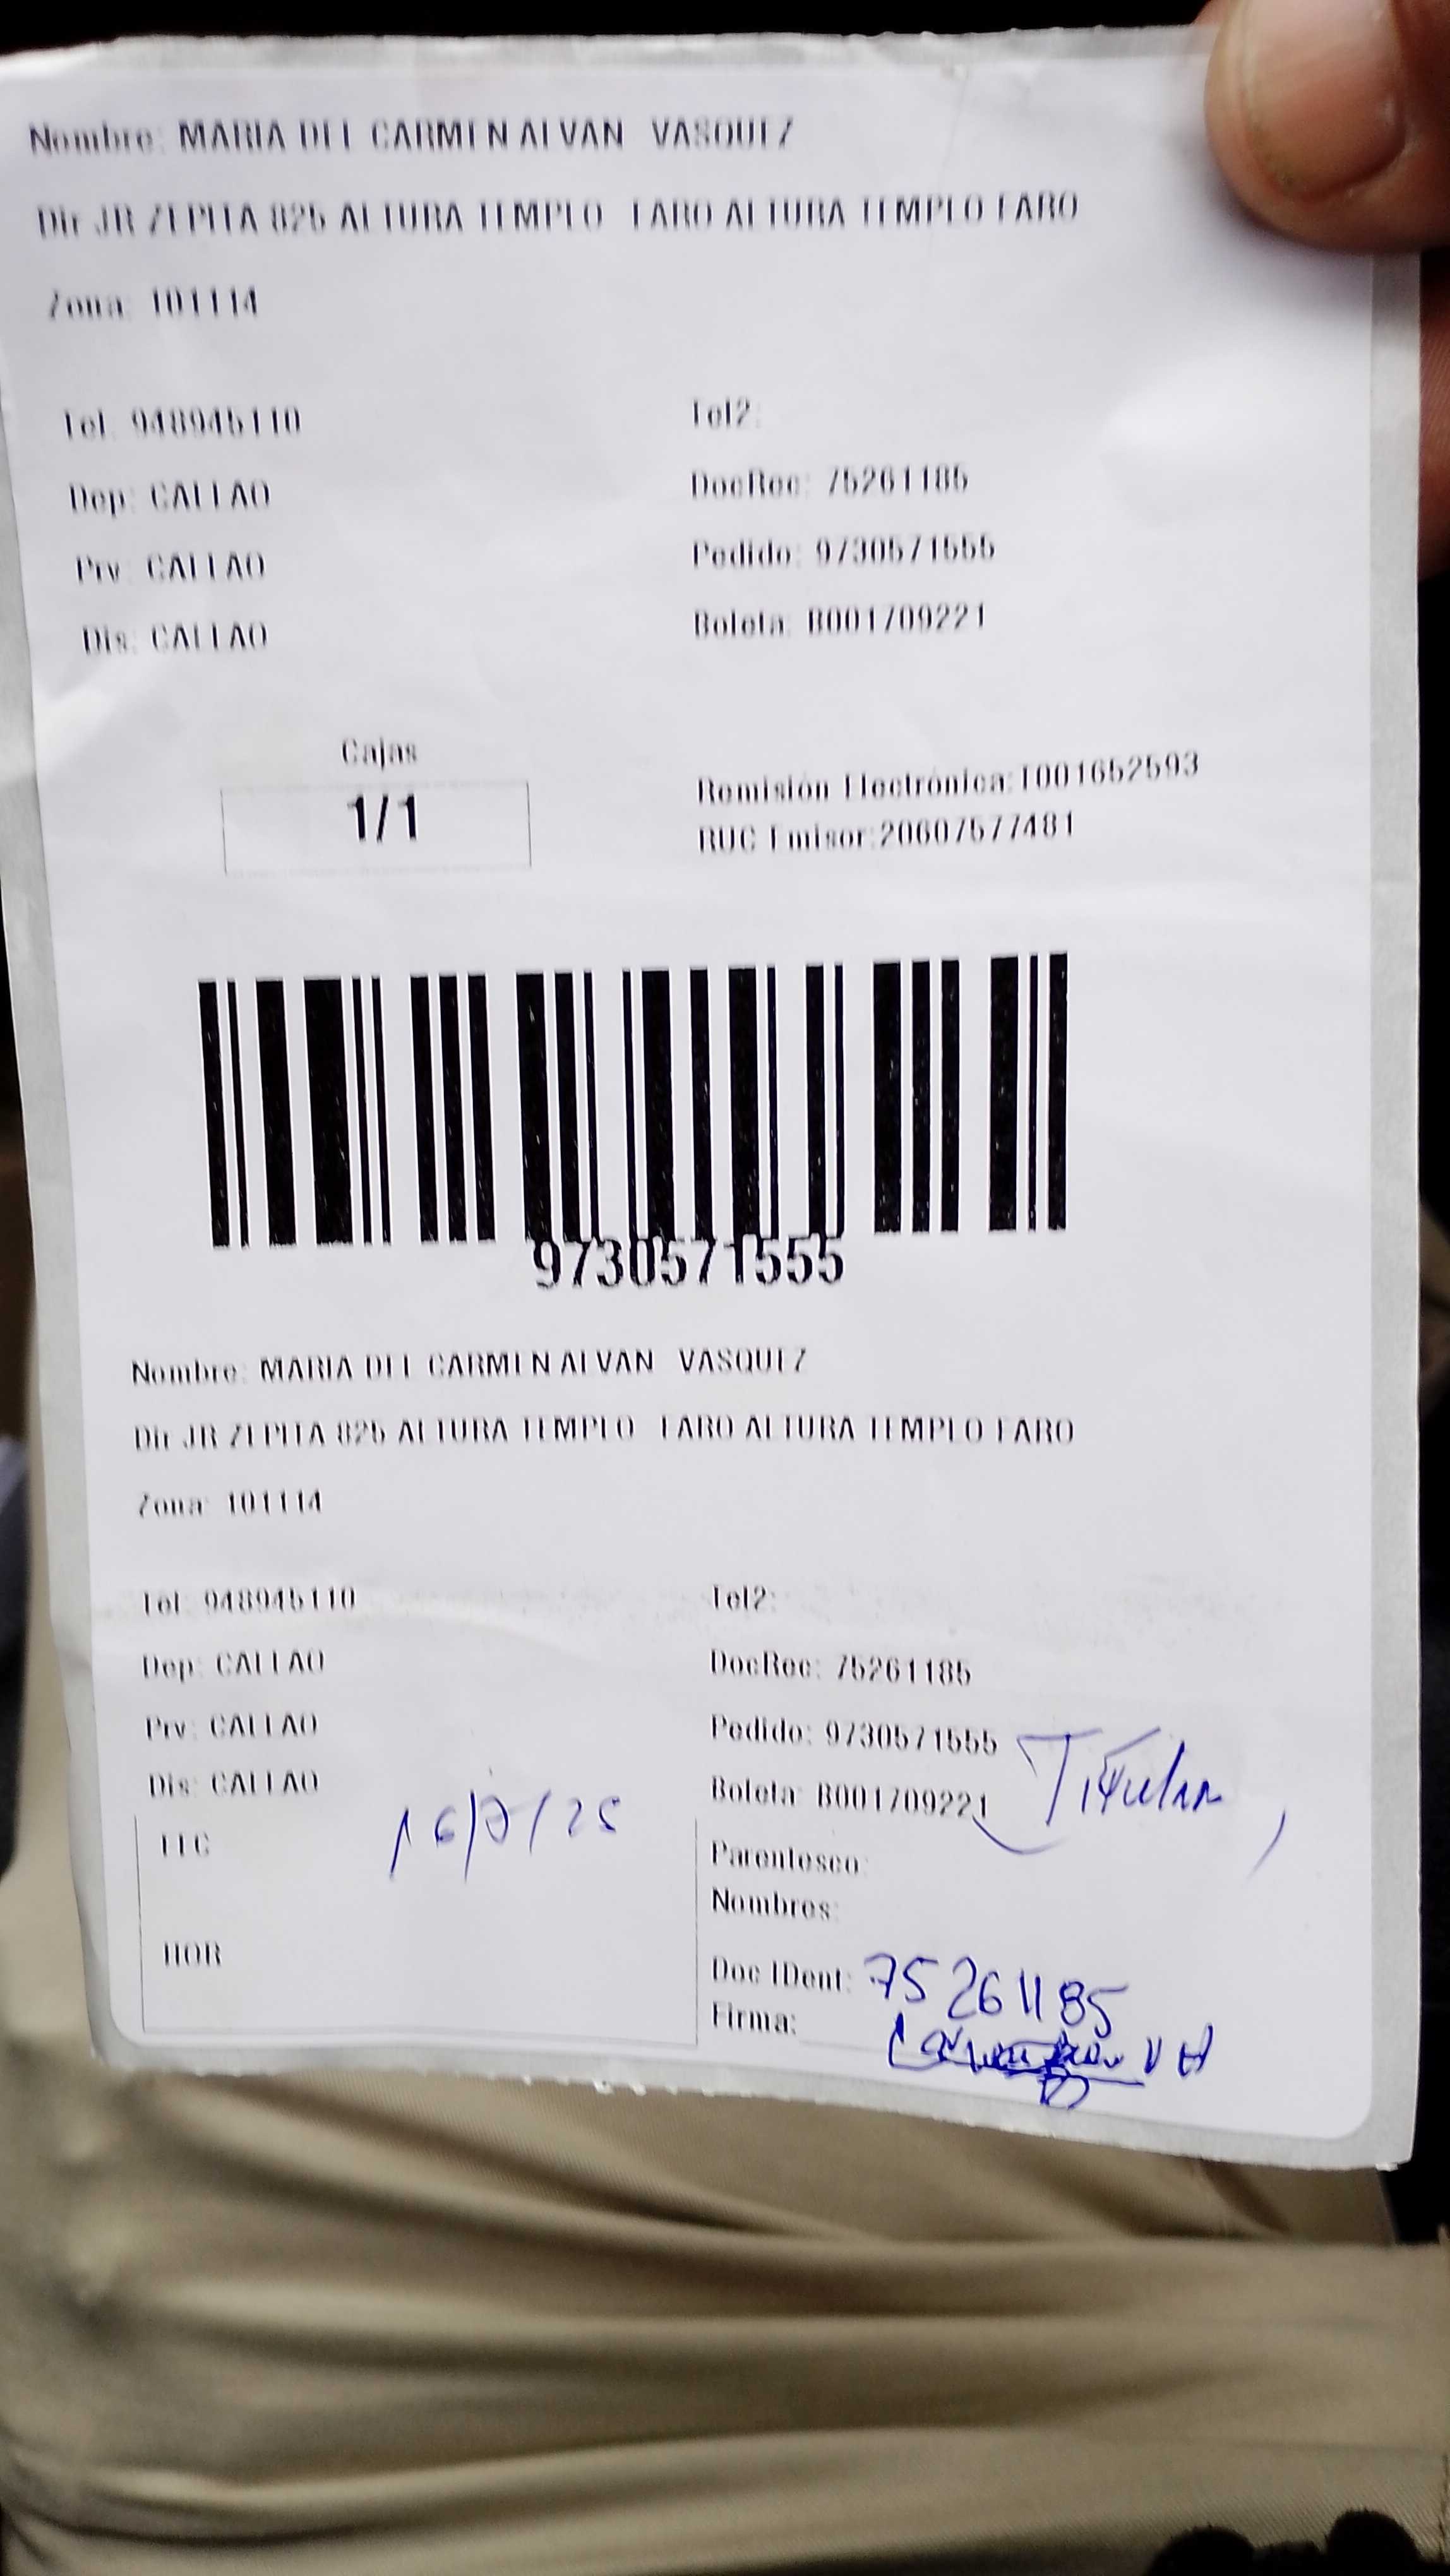 Nombre: MARIA DEL CARMEN ALVAN VASQUEZ
Dir JR ZEPITA 825 ALTURA TEMPLO FARO ALTURA TEMPLO FARO
Zona: 101114
Tel: 948945110 Tel2:
Dep: CALLAO DocRec: 75261185
Prv: CALLAO Pedido: 9730571555
Dis: CALLAO Boleta: B001709221
Cajas
1/1
Remisión Electrónica:T001652593
RUC Emisor:20607577481
9730571555
Nombre: MARIA DEL CARMEN ALVAN VASQUEZ
Dir JR ZEPITA 825 ALTURA TEMPLO FARO ALTURA TEMPLO FARO
Zona: 101114
Tel: 948945110 Tel2:
Dep: CALLAO DocRec: 75261185
Prv: CALLAO Pedido: 9730571555
Dis: CALLAO Boleta: B001709221 Titular
FEC 16/7/25
Parentesco:
Nombres:
HOR
Doc IDent: 75261185
Firma: